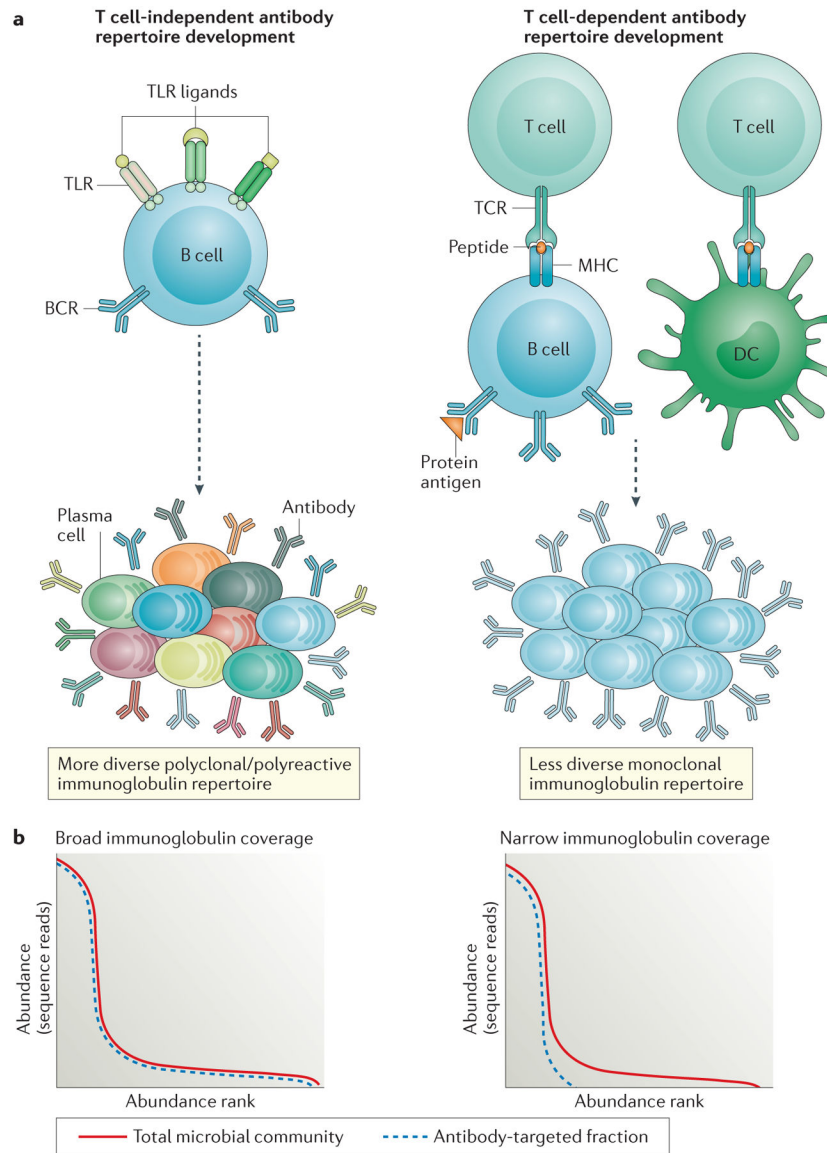 a
T cell-independent antibody
repertoire development
TLR ligands
TLR
B cell
BCR
Plasma
cell
Antibody
More diverse polyclonal/polyreactive
immunoglobulin repertoire
T cell-dependent antibody
repertoire development
T cell
T cell
TCR
Peptide
MHC
B cell
DC
Protein
antigen
Less diverse monoclonal
immunoglobulin repertoire
b
Broad immunoglobulin coverage
Abundance
(sequence reads)
Abundance rank
Narrow immunoglobulin coverage
Abundance
(sequence reads)
Abundance rank
Total microbial community
Antibody-targeted fraction